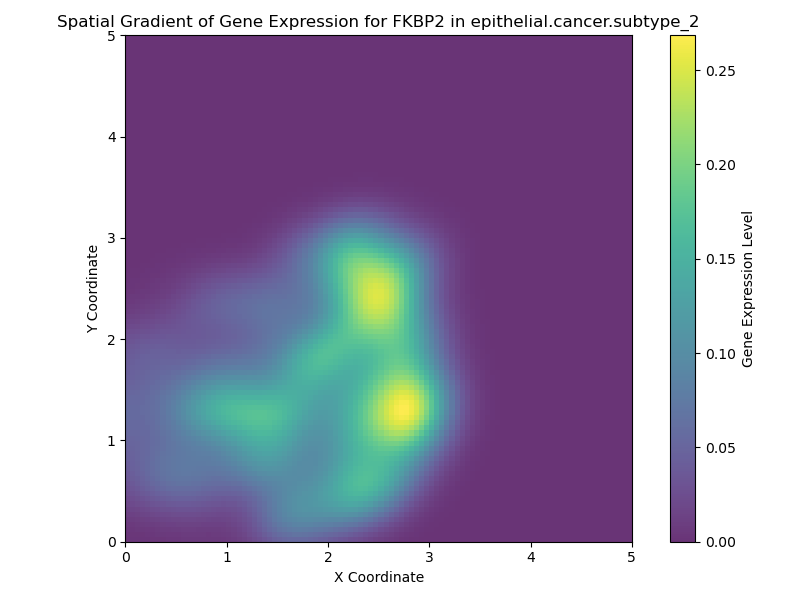 Spatial Gradient of Gene Expression for FKBP2 in epithelial.cancer.subtype_2
5
4
3
2
1
0
0 1 2 3 4 5
Y Coordinate
X Coordinate
0.25
0.20
0.15
0.10
0.05
0.00
Gene Expression Level